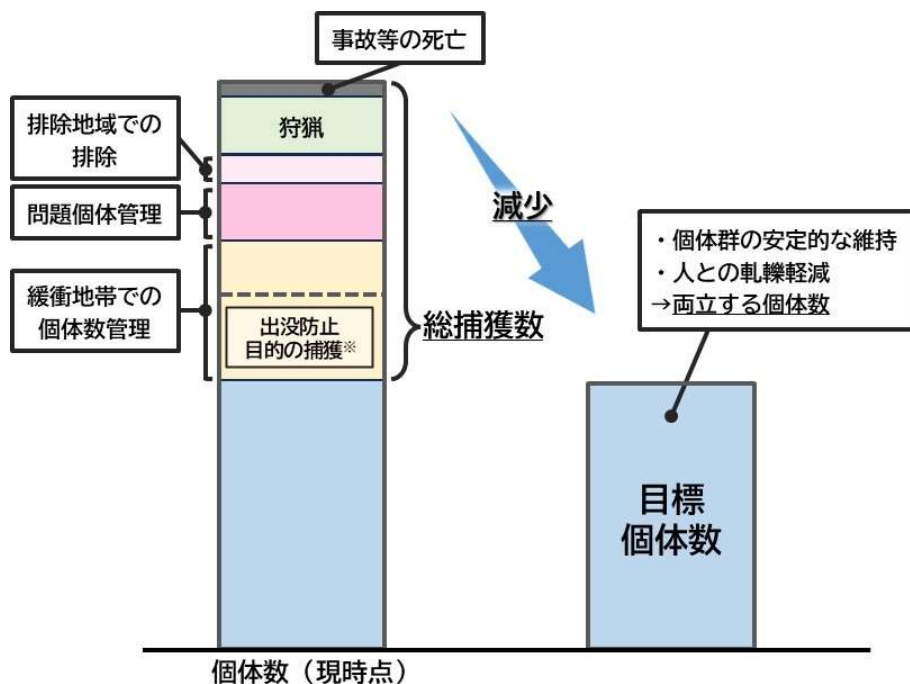 事故等の死亡
排除地域での
排除
狩猟
問題個体管理
減少
・個体群の安定的な維持
・人との軋轢軽減
→両立する個体数
緩衝地帯での
個体数管理
出没防止
目的の捕獲※
総捕獲数
目標
個体数
個体数（現時点）